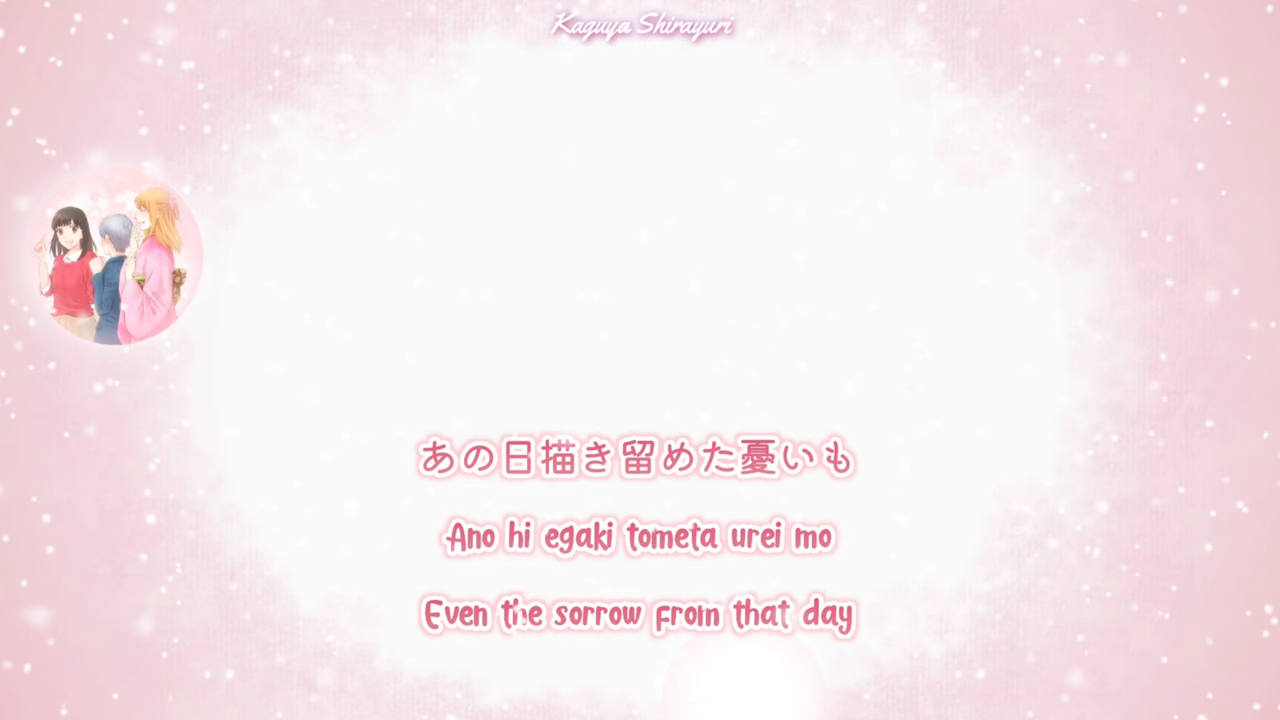 Kaguya Shirayuri
あの日描き留めた憂いも
Ano hi egaki tometa urei mo
Even the sorrow from that day